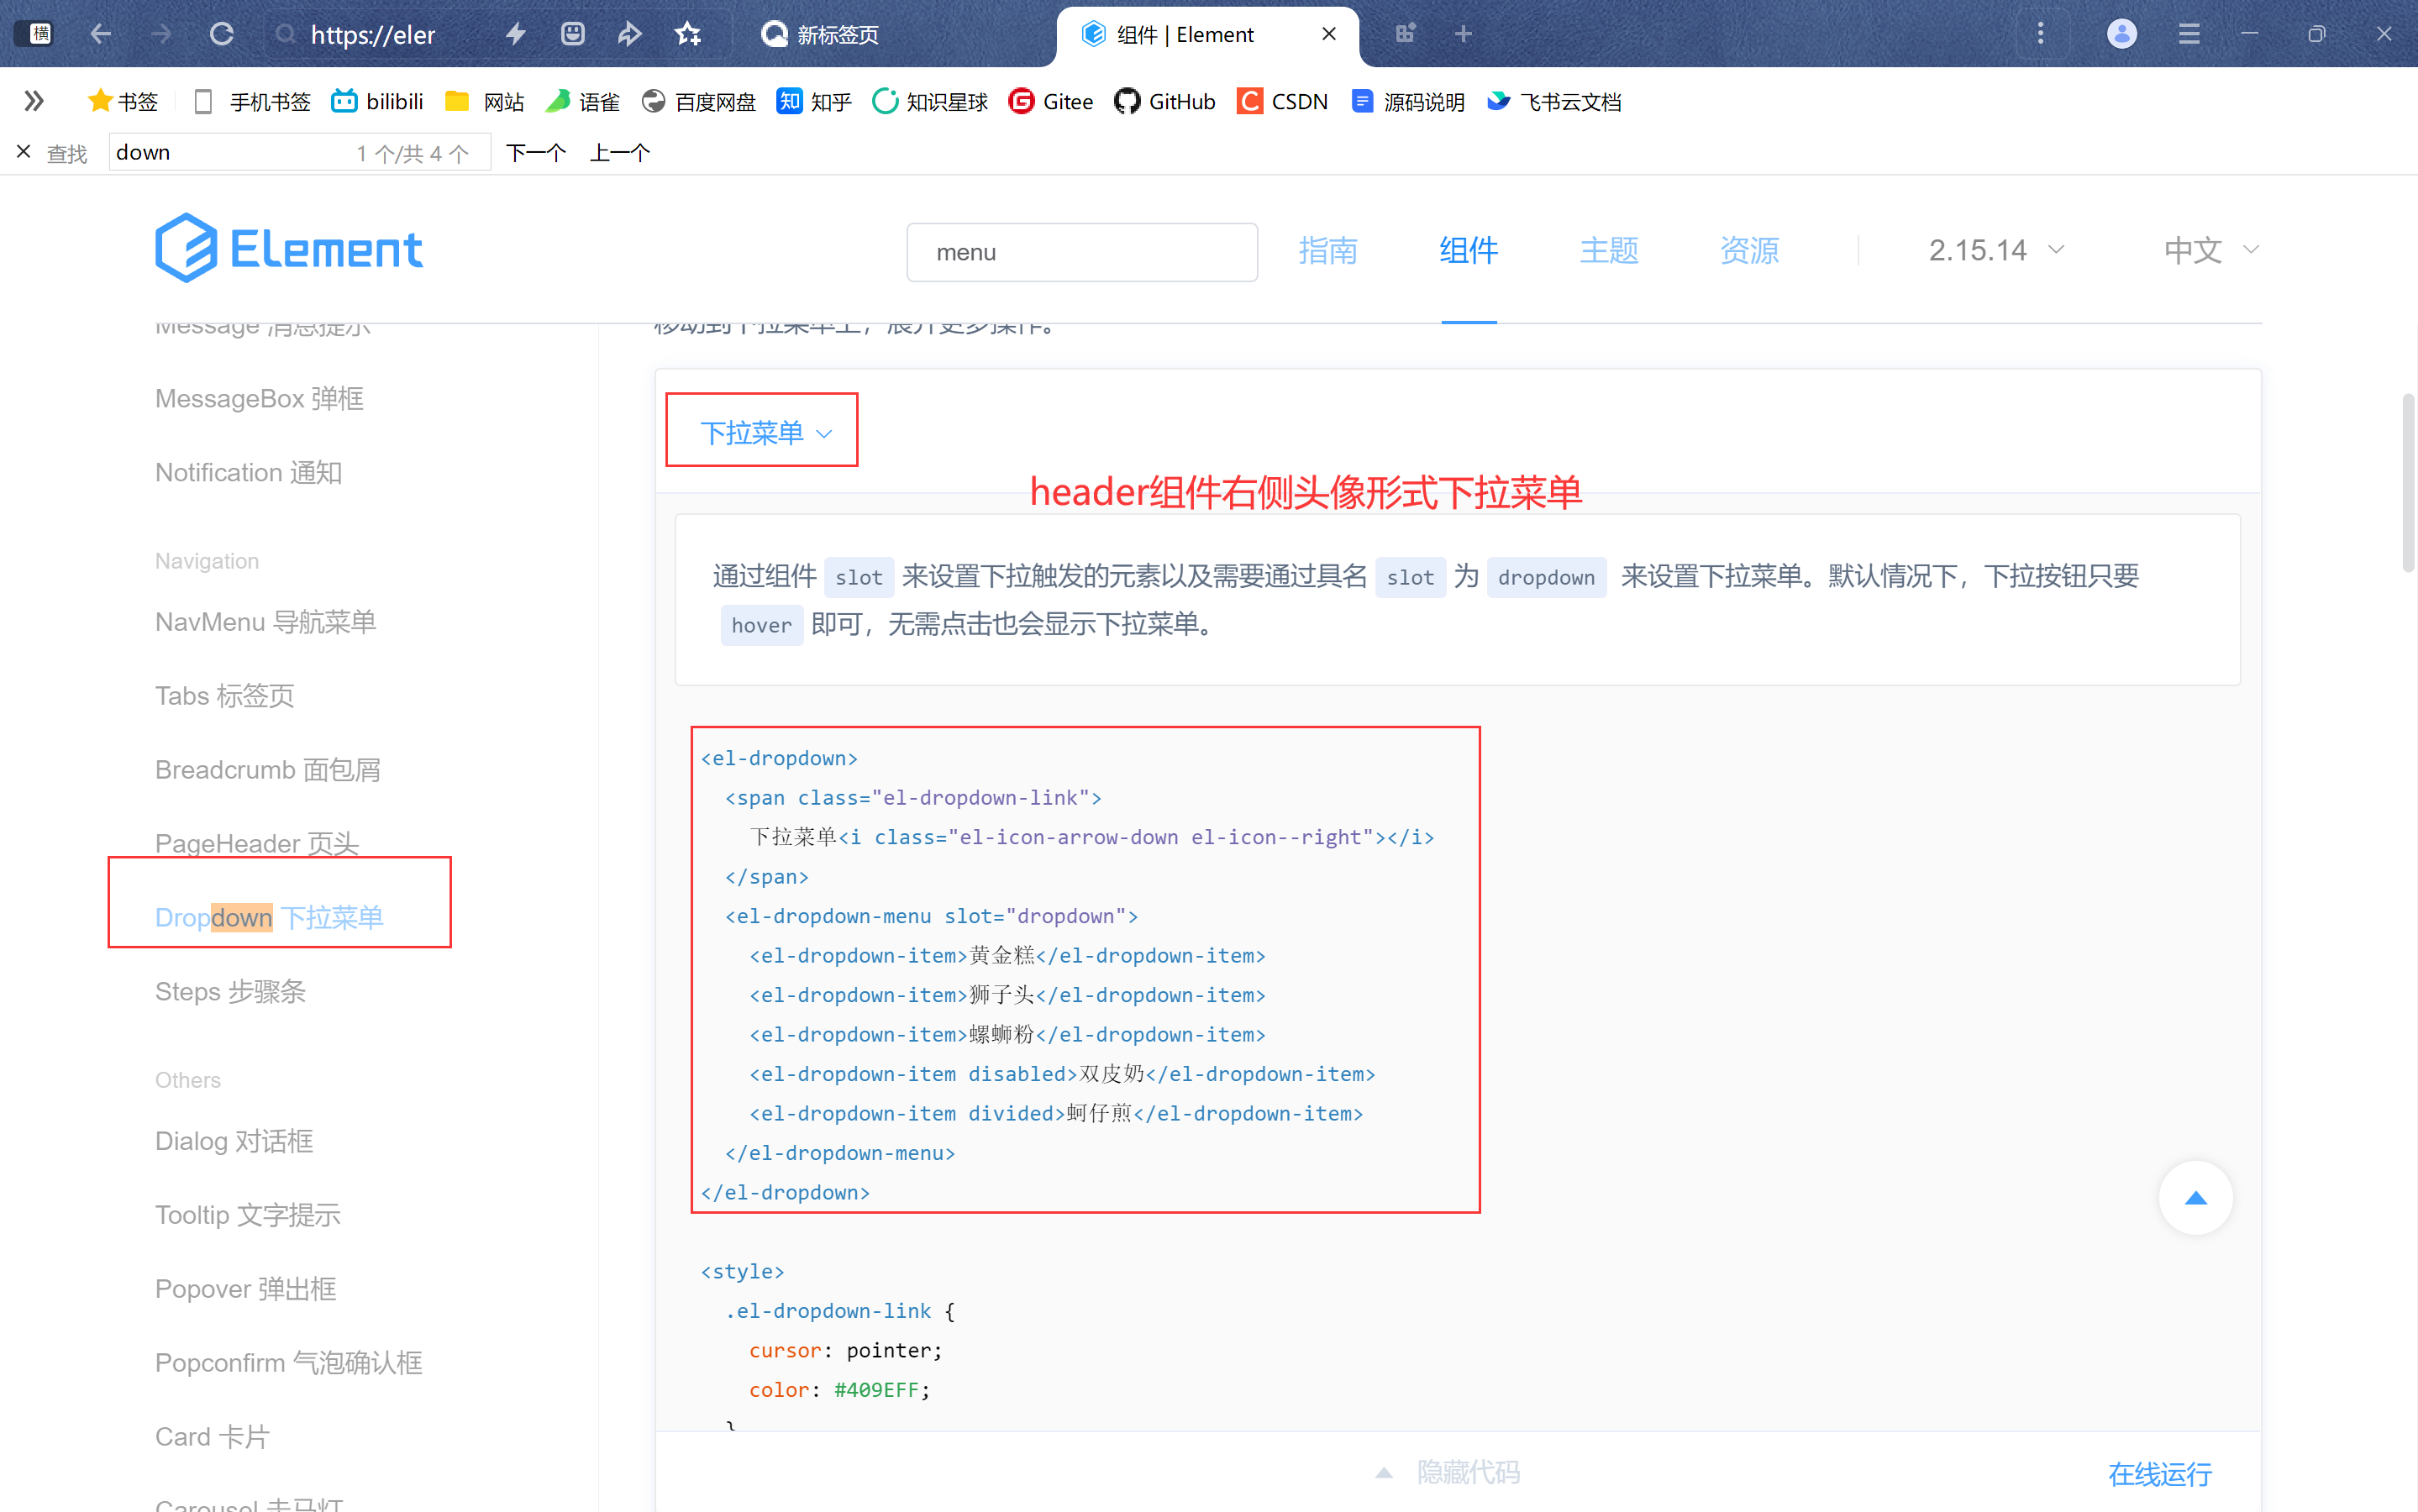 横 https://eler 新标签页 组件 | Element
书签 手机书签 bilibili 网站 语雀 百度网盘 知乎 知识星球 Gitee GitHub CSDN 源码说明 飞书云文档
查找 down 1 个/共 4 个 下一个 上一个
Element menu 指南 组件 主题 资源 2.15.14 中文
Message 消息提示
MessageBox 弹框
Notification 通知
Navigation
NavMenu 导航菜单
Tabs 标签页
Breadcrumb 面包屑
PageHeader 页头
Dropdown 下拉菜单
Steps 步骤条
Others
Dialog 对话框
Tooltip 文字提示
Popover 弹出框
Popconfirm 气泡确认框
Card 卡片
Carousel 走马灯
移动到下拉菜单上，展开更多操作。
下拉菜单
header组件右侧头像形式下拉菜单
通过组件 slot 来设置下拉触发的元素以及需要通过具名 slot 为 dropdown 来设置下拉菜单。默认情况下，下拉按钮只要
hover 即可，无需点击也会显示下拉菜单。
<el-dropdown>
<span class="el-dropdown-link">
下拉菜单<i class="el-icon-arrow-down el-icon--right"></i>
</span>
<el-dropdown-menu slot="dropdown">
<el-dropdown-item>黄金糕</el-dropdown-item>
<el-dropdown-item>狮子头</el-dropdown-item>
<el-dropdown-item>螺蛳粉</el-dropdown-item>
<el-dropdown-item disabled>双皮奶</el-dropdown-item>
<el-dropdown-item divided>蚵仔煎</el-dropdown-item>
</el-dropdown-menu>
</el-dropdown>
<style>
.el-dropdown-link {
cursor: pointer;
color: #409EFF;
}
隐藏代码
在线运行